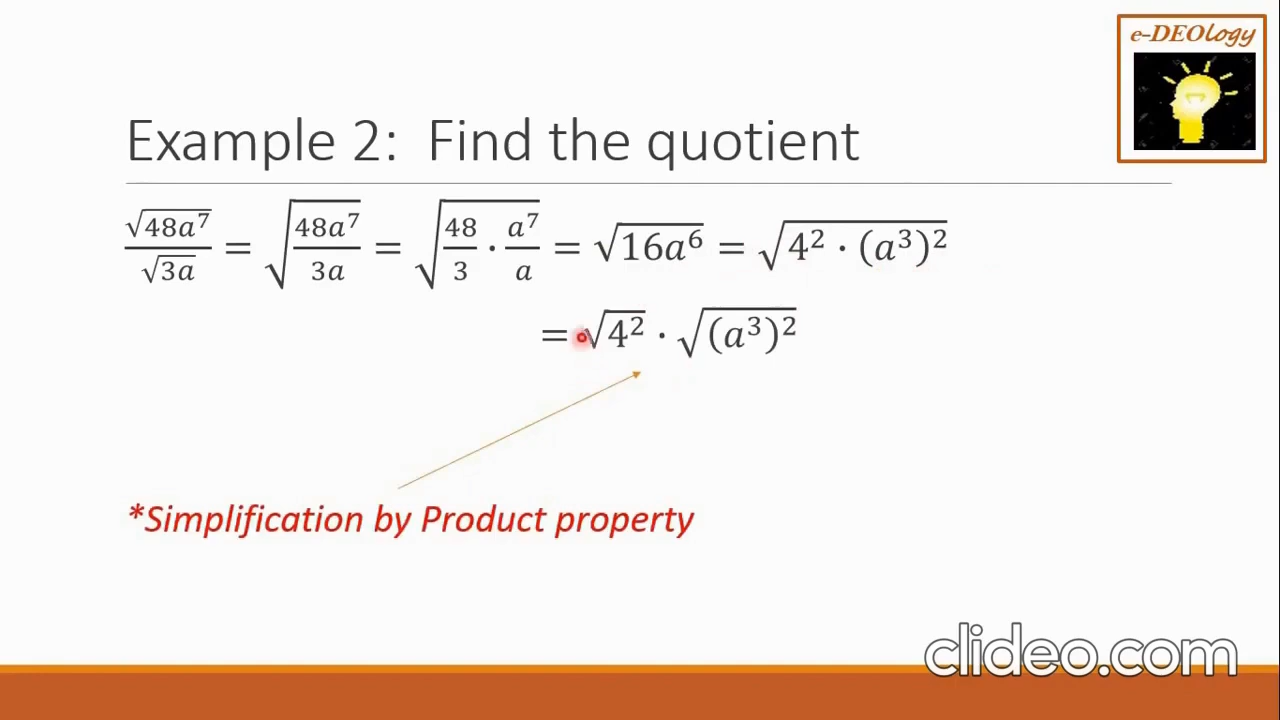 e-DEOlogy
Example 2: Find the quotient
√(48a⁷)/√(3a) = √(48a⁷/3a) = √(48/3 · a⁷/a) = √(16a⁶) = √(4² · (a³)²)
= √(4²) · √((a³)²)
*Simplification by Product property
clideo.com